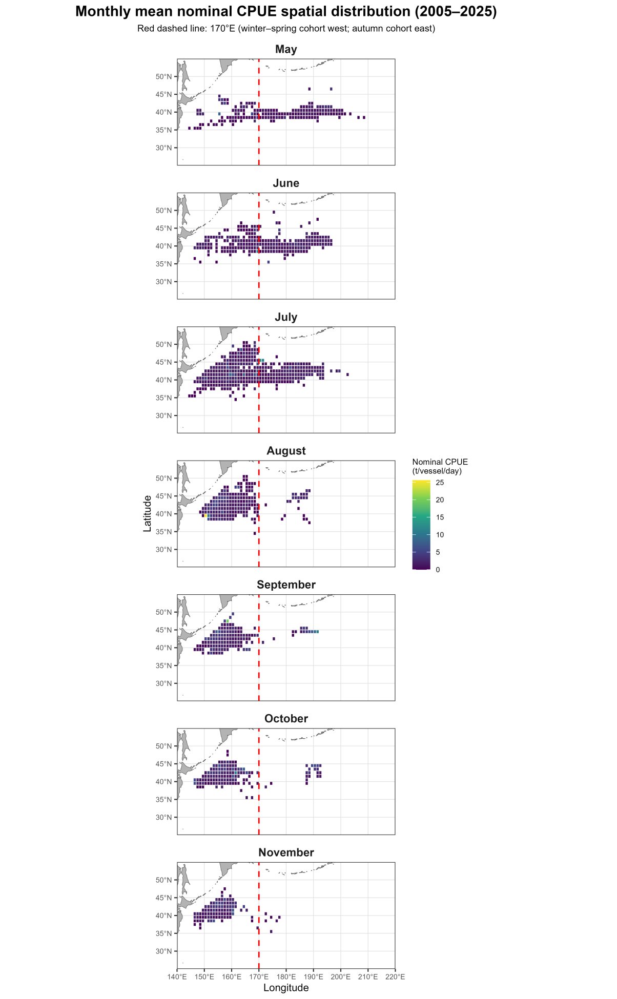 Monthly mean nominal CPUE spatial distribution (2005–2025)
Red dashed line: 170°E (winter–spring cohort west; autumn cohort east)
May
50°N
45°N
40°N
35°N
30°N
June
50°N
45°N
40°N
35°N
30°N
July
50°N
45°N
40°N
35°N
30°N
August
50°N
45°N
40°N
35°N
30°N
Latitude
Nominal CPUE
(t/vessel/day)
25
20
15
10
5
0
September
50°N
45°N
40°N
35°N
30°N
October
50°N
45°N
40°N
35°N
30°N
November
50°N
45°N
40°N
35°N
30°N
140°E 150°E 160°E 170°E 180°E 190°E 200°E 210°E 220°E
Longitude